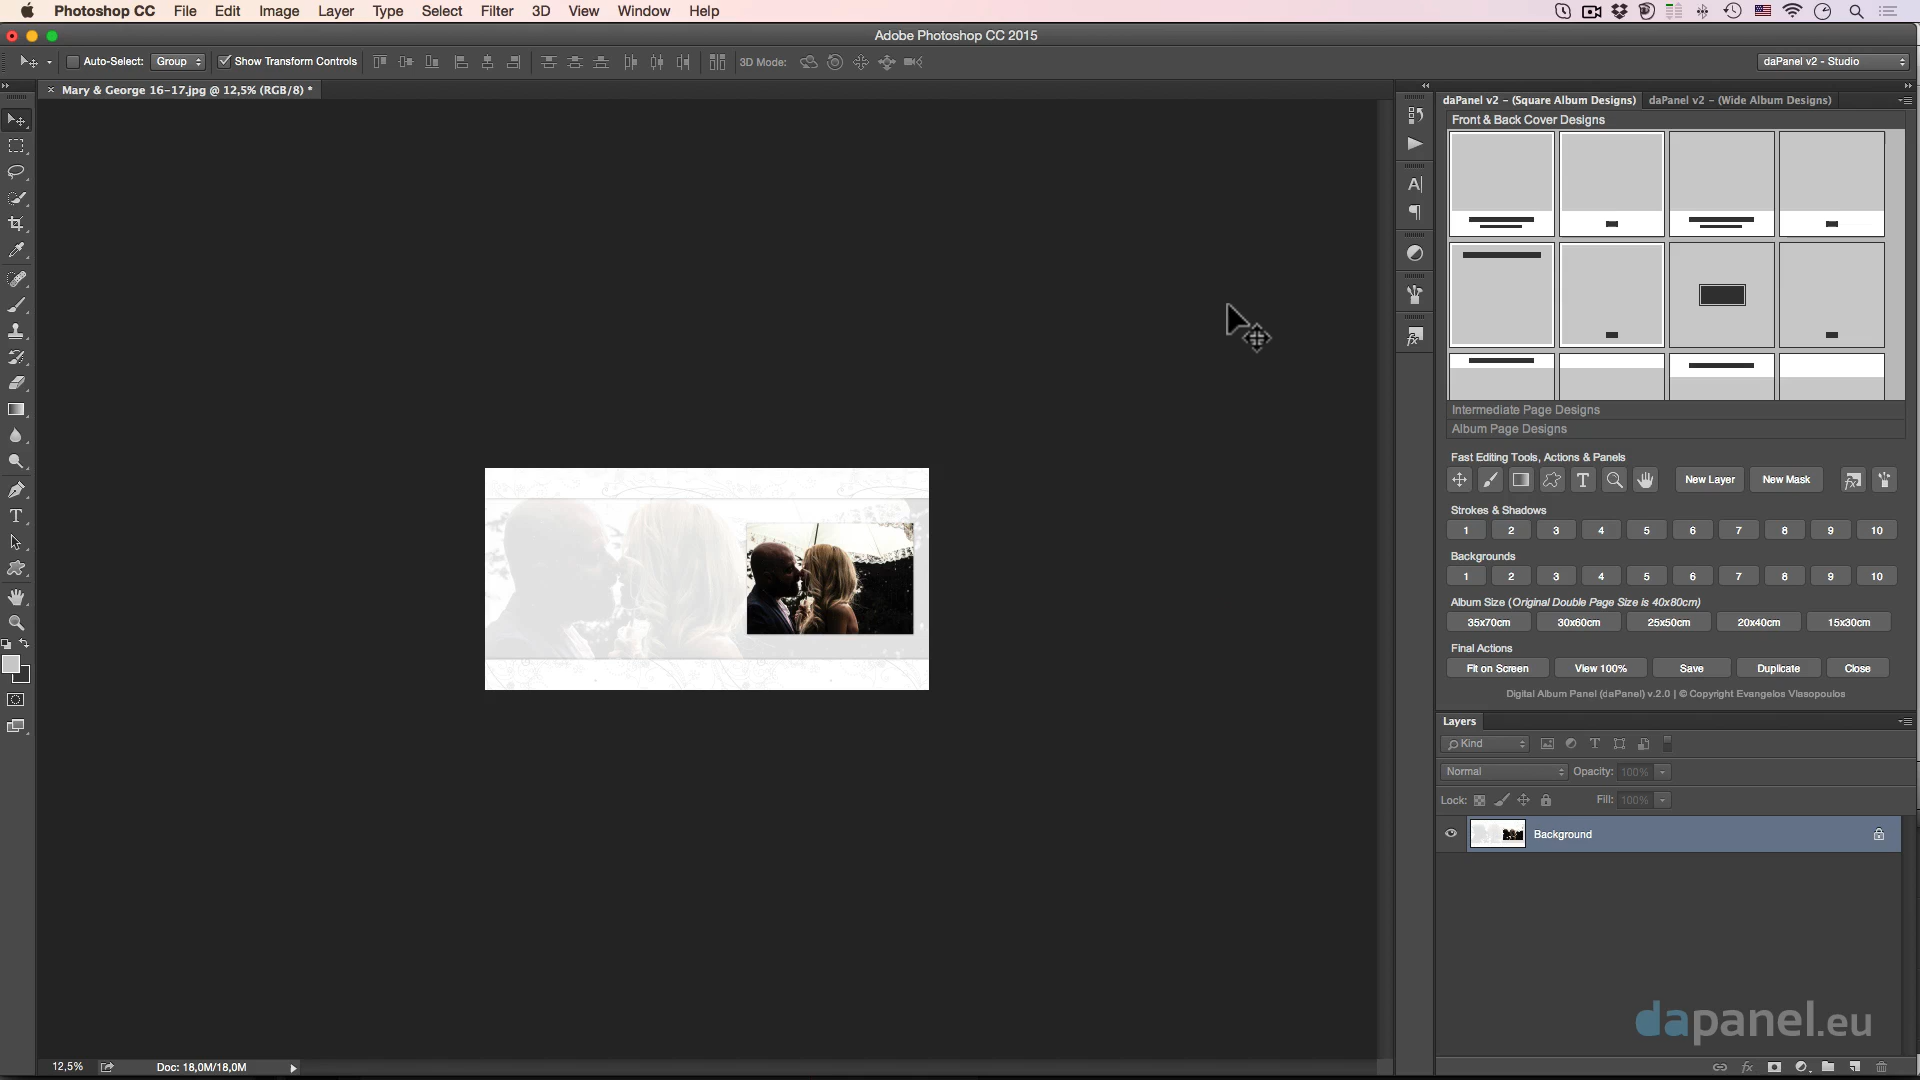 Photoshop CC File Edit Image Layer Type Select Filter 3D View Window Help
Adobe Photoshop CC 2015
Auto-Select: Group Show Transform Controls 3D Mode: daPanel v2 - Studio
× Mary & George 16-17.jpg @ 12,5% (RGB/8) *
daPanel v2 - (Square Album Designs) daPanel v2 - (Wide Album Designs)
Front & Back Cover Designs
Intermediate Page Designs
Album Page Designs
Fast Editing Tools, Actions & Panels
New Layer New Mask
Strokes & Shadows
1 2 3 4 5 6 7 8 9 10
Backgrounds
1 2 3 4 5 6 7 8 9 10
Album Size (Original Double Page Size is 40x80cm)
35x70cm 30x60cm 25x50cm 20x40cm 15x30cm
Final Actions
Fit on Screen View 100% Save Duplicate Close
Digital Album Panel (daPanel) v.2.0 | © Copyright Evangelos Vlasopoulos
Layers
Kind
Normal Opacity: 100%
Lock: Fill: 100%
Background
dapanel.eu
12,5% Doc: 18,0M/18,0M